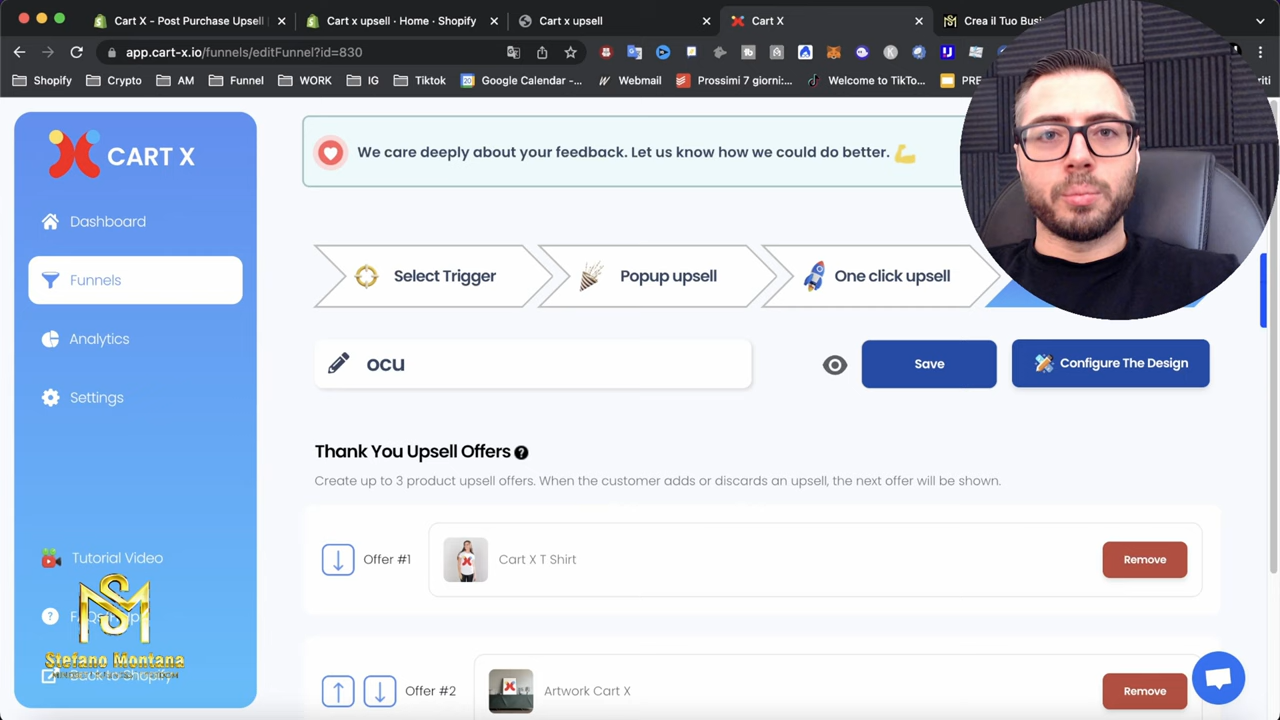 Cart X - Post Purchase Upsell
Cart x upsell · Home · Shopify
Cart x upsell
Cart X
Crea il Tuo Busi
app.cart-x.io/funnels/editFunnel?id=830
Shopify
Crypto
AM
Funnel
WORK
IG
Tiktok
Google Calendar -...
Webmail
Prossimi 7 giorni:...
Welcome to TikTo...
PRE
CART X
Dashboard
Funnels
Analytics
Settings
Tutorial Video
Back to Shopify
SM
Stefano Montana
We care deeply about your feedback. Let us know how we could do better. 💪
Select Trigger
Popup upsell
One click upsell
ocu
Save
Configure The Design
Thank You Upsell Offers ?
Create up to 3 product upsell offers. When the customer adds or discards an upsell, the next offer will be shown.
Offer #1
Cart X T Shirt
Remove
Offer #2
Artwork Cart X
Remove